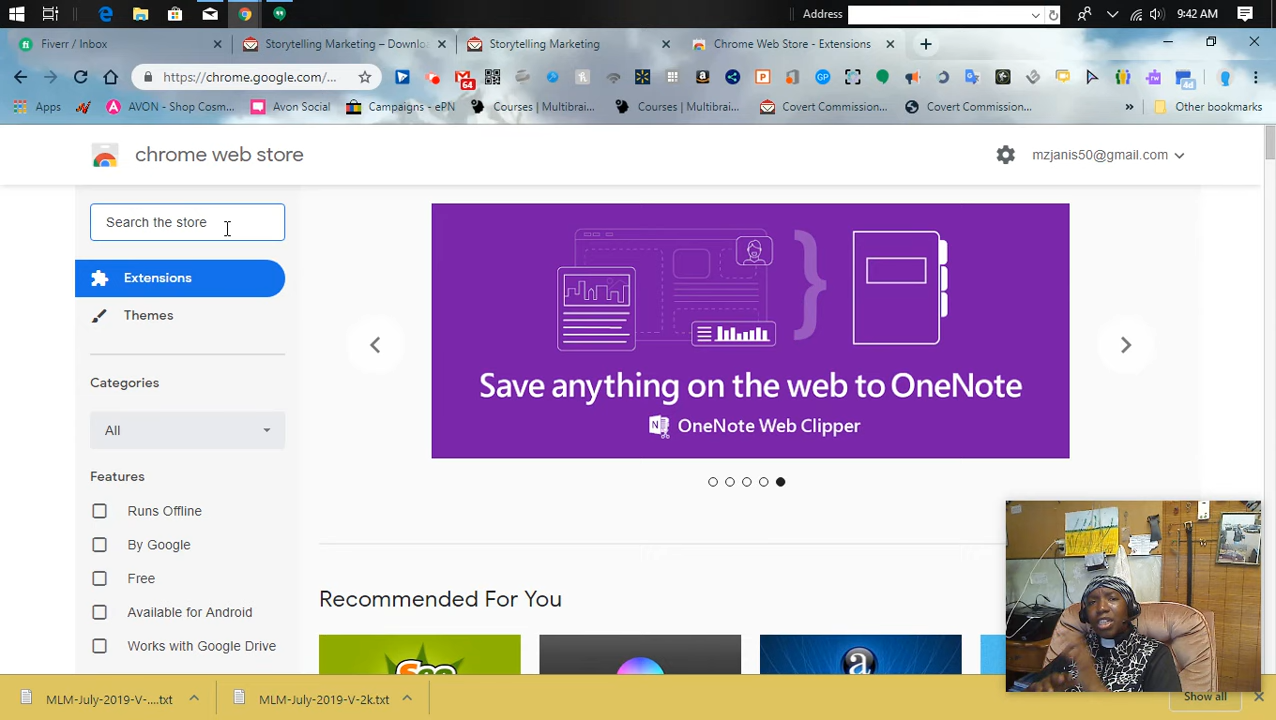 Address
9:42 AM
Fiverr / Inbox
Storytelling Marketing – Downlo
Storytelling Marketing
Chrome Web Store - Extensions
https://chrome.google.com/...
64
4d
Apps
AVON - Shop Cosm...
Avon Social
Campaigns - ePN
Courses | Multibrai...
Courses | Multibrai...
Covert Commission...
Covert Commission...
Other bookmarks
chrome web store
mzjanis50@gmail.com
Search the store
Extensions
Themes
Categories
All
Features
Runs Offline
By Google
Free
Available for Android
Works with Google Drive
Save anything on the web to OneNote
N OneNote Web Clipper
Recommended For You
MLM-July-2019-V-....txt
MLM-July-2019-V-2k.txt
Show all